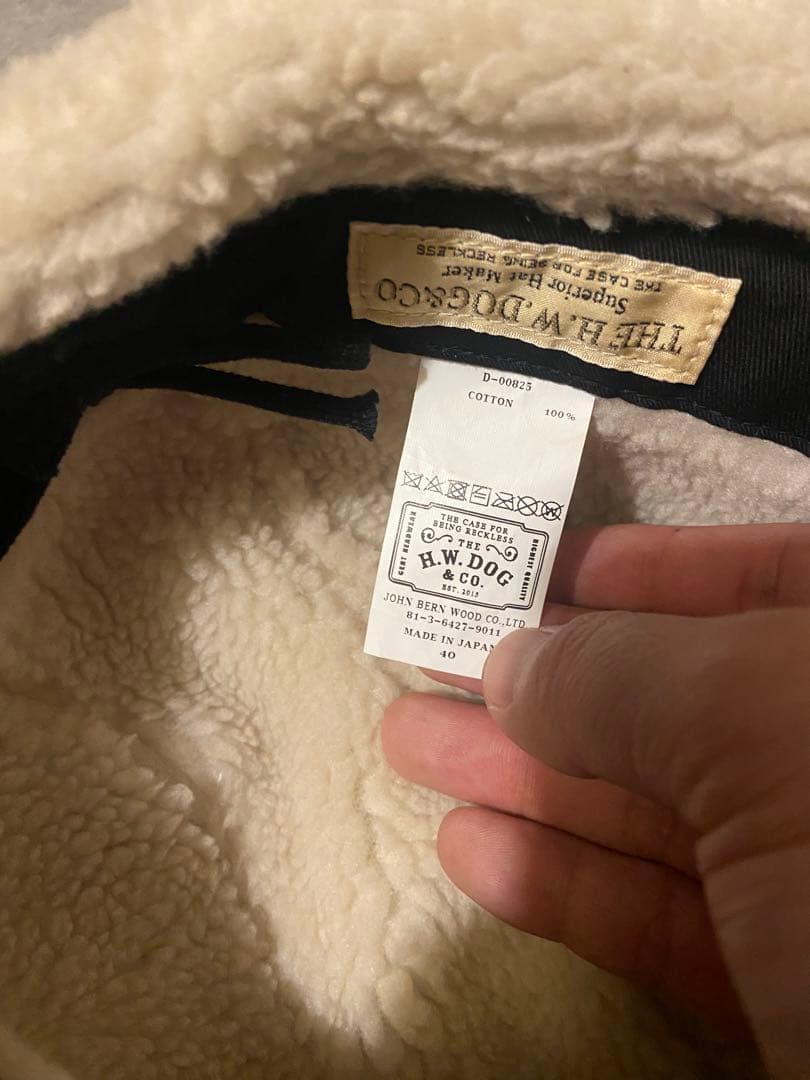 THE H.W.DOG&CO
Superior Hat Maker
THE CASE FOR BEING RECKLESS
D-00825
COTTON 100%
THE CASE FOR
BEING RECKLESS
THE
H.W. DOG
& CO.
EST. 2015
GENT HEADWEAR
HIGHEST QUALITY
JOHN BERN WOOD CO.,LTD
81-3-6427-9011
MADE IN JAPAN
40